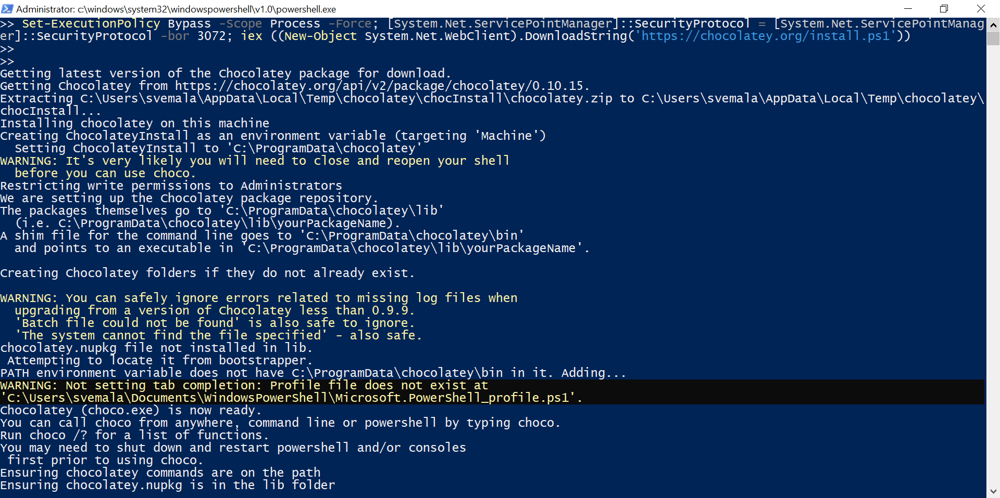 Administrator: c:\windows\system32\windowspowershell\v1.0\powershell.exe
>> Set-ExecutionPolicy Bypass -Scope Process -Force; [System.Net.ServicePointManager]::SecurityProtocol = [System.Net.ServicePointManag
er]::SecurityProtocol -bor 3072; iex ((New-Object System.Net.WebClient).DownloadString('https://chocolatey.org/install.ps1'))
>>
>>
Getting latest version of the Chocolatey package for download.
Getting Chocolatey from https://chocolatey.org/api/v2/package/chocolatey/0.10.15.
Extracting C:\Users\svemala\AppData\Local\Temp\chocolatey\chocInstall\chocolatey.zip to C:\Users\svemala\AppData\Local\Temp\chocolatey\
chocInstall...
Installing chocolatey on this machine
Creating ChocolateyInstall as an environment variable (targeting 'Machine')
  Setting ChocolateyInstall to 'C:\ProgramData\chocolatey'
WARNING: It's very likely you will need to close and reopen your shell
  before you can use choco.
Restricting write permissions to Administrators
We are setting up the Chocolatey package repository.
The packages themselves go to 'C:\ProgramData\chocolatey\lib'
  (i.e. C:\ProgramData\chocolatey\lib\yourPackageName).
A shim file for the command line goes to 'C:\ProgramData\chocolatey\bin'
  and points to an executable in 'C:\ProgramData\chocolatey\lib\yourPackageName'.
Creating Chocolatey folders if they do not already exist.
WARNING: You can safely ignore errors related to missing log files when
  upgrading from a version of Chocolatey less than 0.9.9.
  'Batch file could not be found' is also safe to ignore.
  'The system cannot find the file specified' - also safe.
chocolatey.nupkg file not installed in lib.
 Attempting to locate it from bootstrapper.
PATH environment variable does not have C:\ProgramData\chocolatey\bin in it. Adding...
WARNING: Not setting tab completion: Profile file does not exist at
'C:\Users\svemala\Documents\WindowsPowerShell\Microsoft.PowerShell_profile.ps1'.
Chocolatey (choco.exe) is now ready.
You can call choco from anywhere, command line or powershell by typing choco.
Run choco /? for a list of functions.
You may need to shut down and restart powershell and/or consoles
 first prior to using choco.
Ensuring chocolatey commands are on the path
Ensuring chocolatey.nupkg is in the lib folder